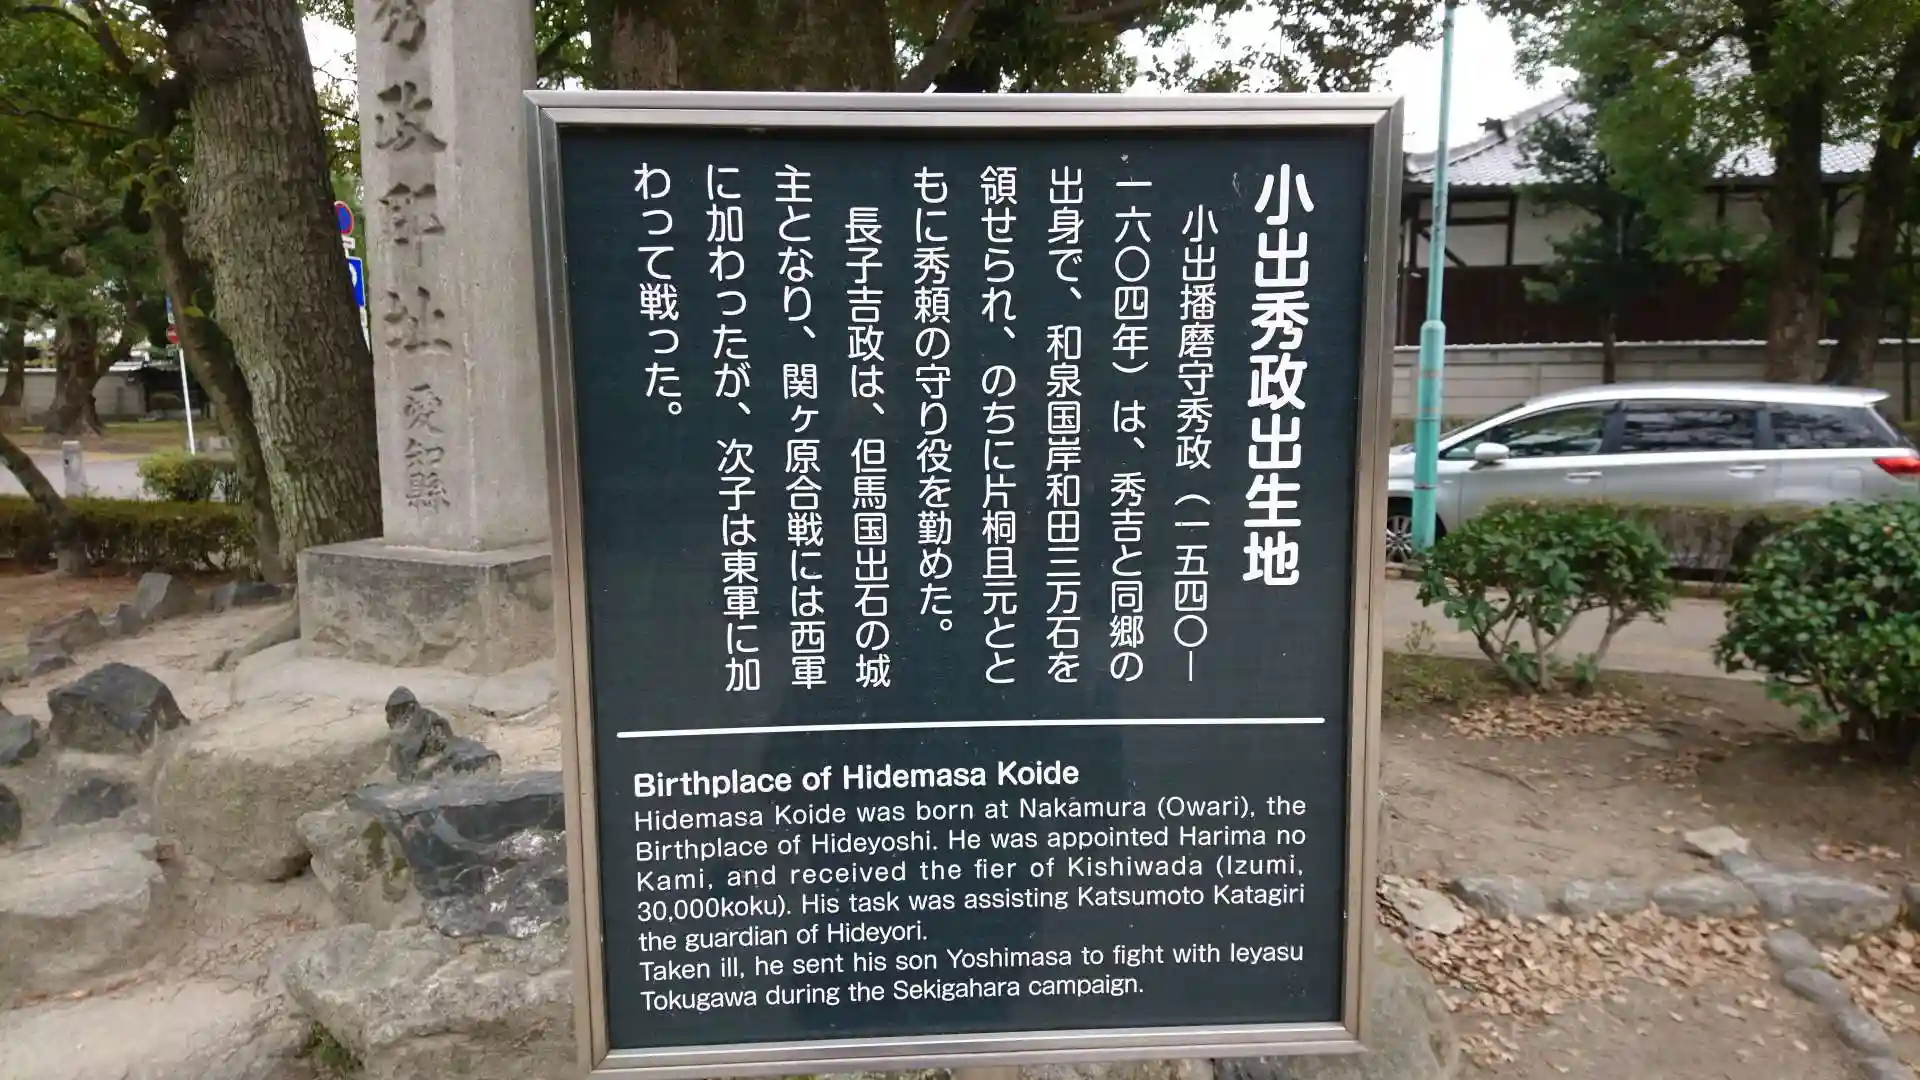 秀政邸址 愛知縣
小出秀政出生地
小出播磨守秀政（一五四〇ー
一六〇四年）は、秀吉と同郷の
出身で、和泉国岸和田三万石を
領せられ、のちに片桐且元とと
もに秀頼の守り役を勤めた。
長子吉政は、但馬国出石の城
主となり、関ヶ原合戦には西軍
に加わったが、次子は東軍に加
わって戦った。
Birthplace of Hidemasa Koide
Hidemasa Koide was born at Nakamura (Owari), the
Birthplace of Hideyoshi. He was appointed Harima no
Kami, and received the fier of Kishiwada (Izumi,
30,000koku). His task was assisting Katsumoto Katagiri
the guardian of Hideyori.
Taken ill, he sent his son Yoshimasa to fight with Ieyasu
Tokugawa during the Sekigahara campaign.